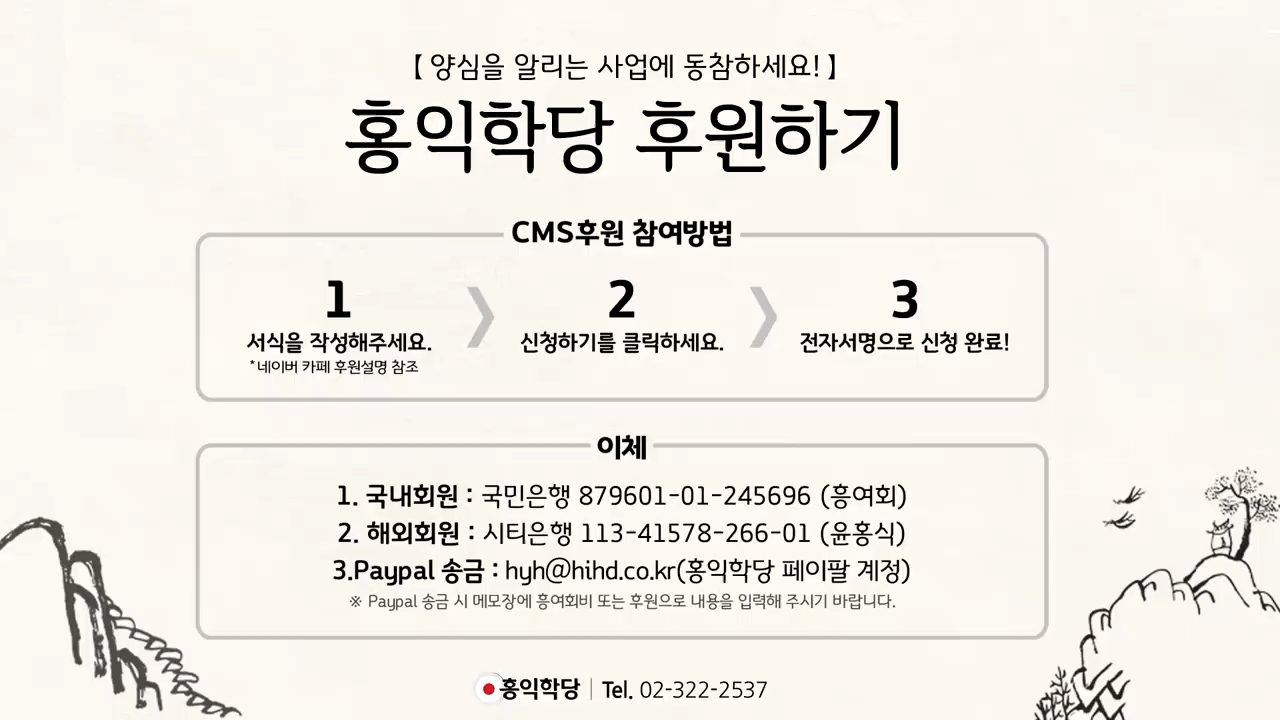 【 양심을 알리는 사업에 동참하세요! 】
홍익학당 후원하기
CMS후원 참여방법
1
서식을 작성해주세요.
*네이버 카페 후원설명 참조
2
신청하기를 클릭하세요.
3
전자서명으로 신청 완료!
이체
1. 국내회원 : 국민은행 879601-01-245696 (흥여회)
2. 해외회원 : 시티은행 113-41578-266-01 (윤홍식)
3.Paypal 송금 : hyh@hihd.co.kr(홍익학당 페이팔 계정)
※ Paypal 송금 시 메모장에 흥여회비 또는 후원으로 내용을 입력해 주시기 바랍니다.
홍익학당 | Tel. 02-322-2537